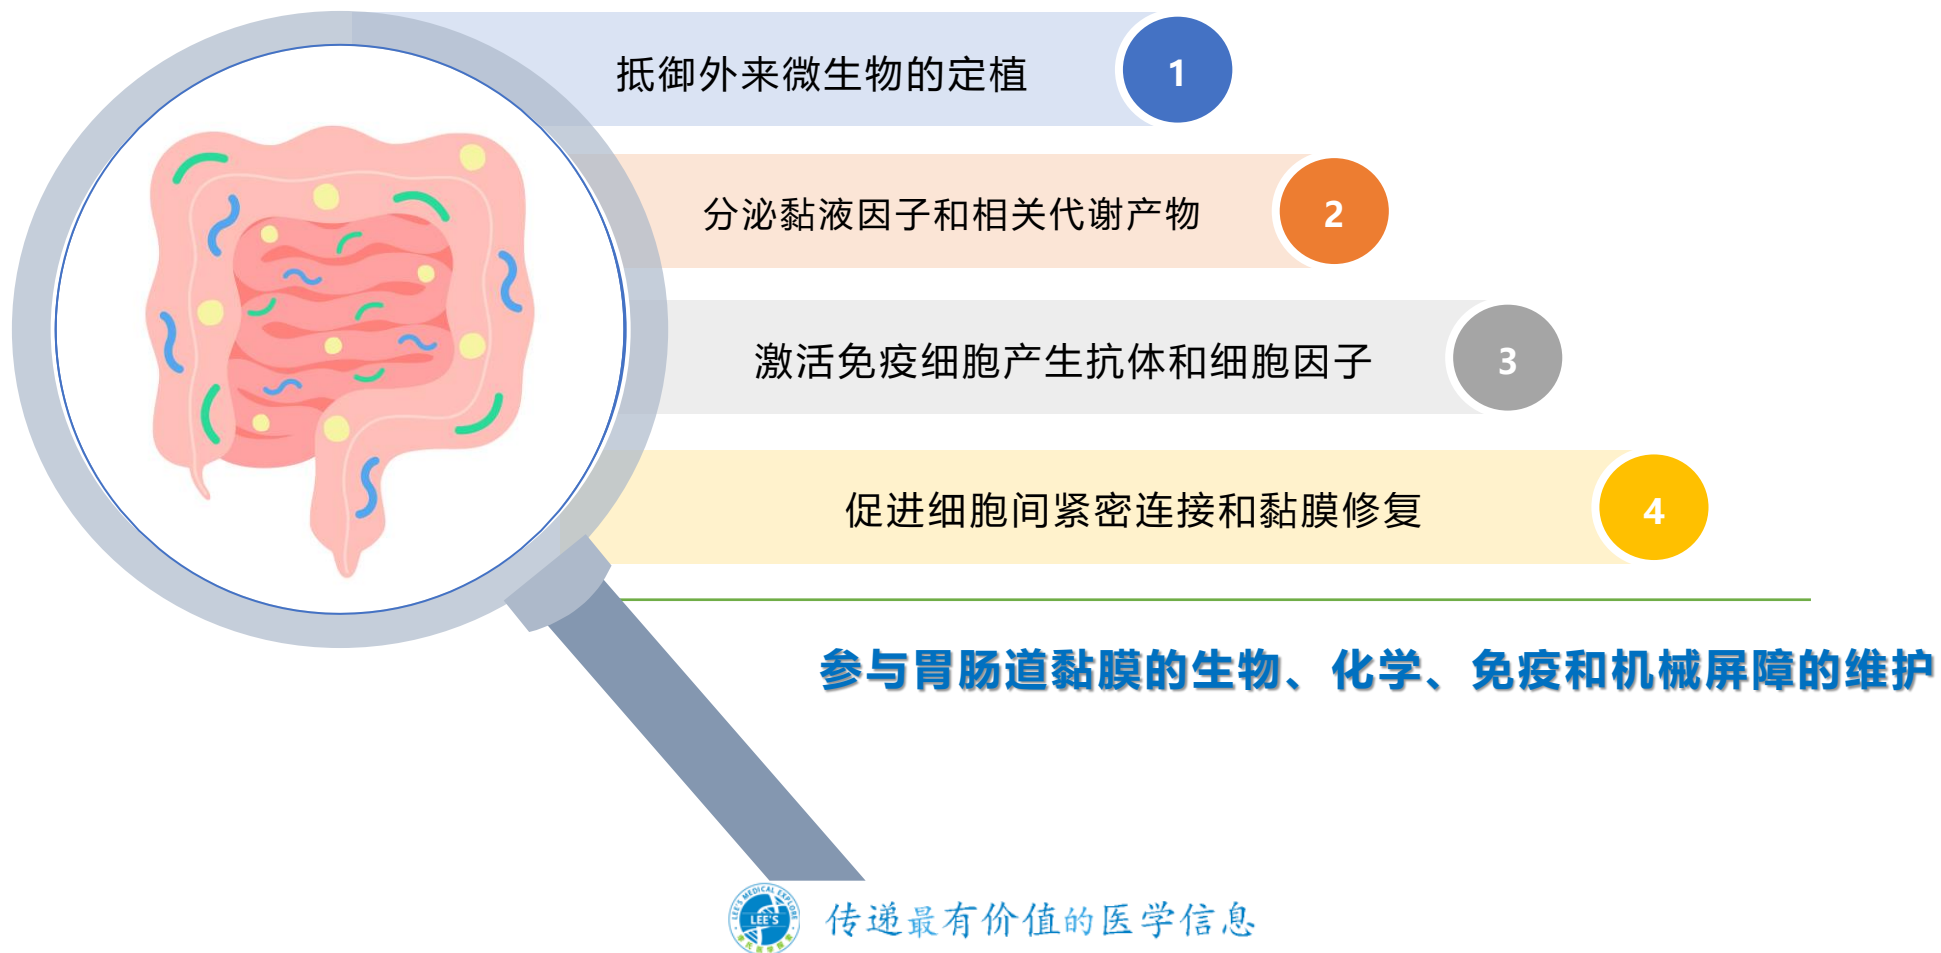 抵御外来微生物的定植
1
分泌黏液因子和相关代谢产物
2
激活免疫细胞产生抗体和细胞因子
3
促进细胞间紧密连接和黏膜修复
4
参与胃肠道黏膜的生物、化学、免疫和机械屏障的维护
LEE'S MEDICAL EXPLORE
LEE'S
传递最有价值的医学信息